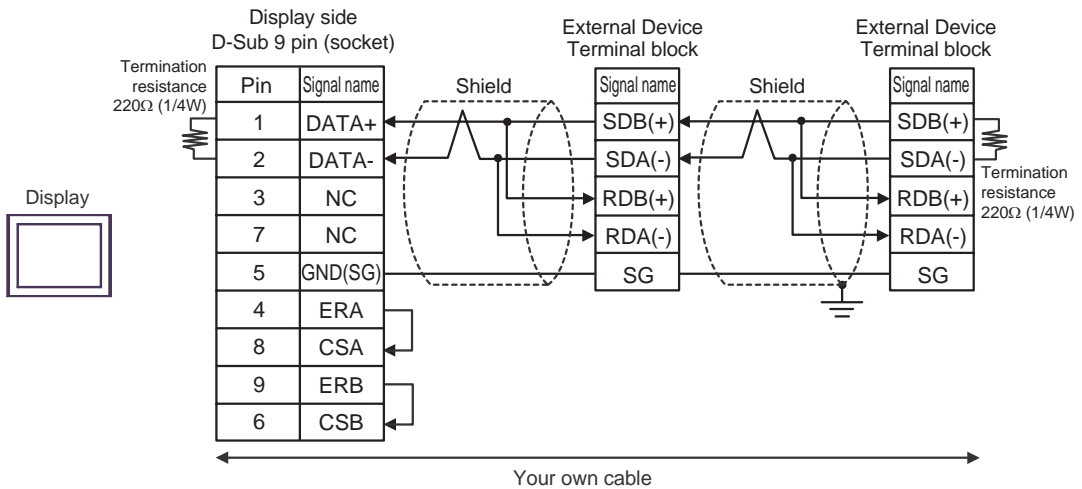 Display side
D-Sub 9 pin (socket)
External Device
Terminal block
External Device
Terminal block
Termination
resistance
220Ω (1/4W)
Pin Signal name
Shield
Signal name
Shield
Signal name
1 DATA+ SDB(+) SDB(+)
2 DATA- SDA(-) SDA(-)
Termination
resistance
220Ω (1/4W)
Display
3 NC RDB(+) RDB(+)
7 NC RDA(-) RDA(-)
5 GND(SG) SG SG
4 ERA
8 CSA
9 ERB
6 CSB
Your own cable